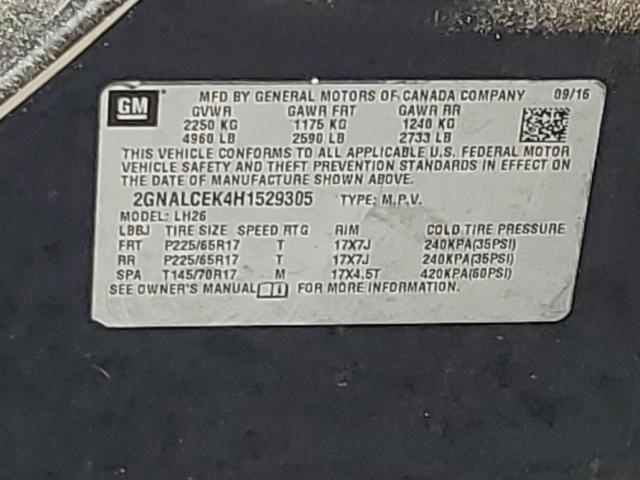 GM MFD BY GENERAL MOTORS OF CANADA COMPANY 09/16
GVWR GAWR FRT GAWR RR
2250 KG 1175 KG 1240 KG
4960 LB 2590 LB 2733 LB
THIS VEHICLE CONFORMS TO ALL APPLICABLE U.S. FEDERAL MOTOR
VEHICLE SAFETY AND THEFT PREVENTION STANDARDS IN EFFECT ON
THE DATE OF MANUFACTURE SHOWN ABOVE.
2GNALCEK4H1529305 TYPE: M.P.V.
MODEL: LH26
LBBJ TIRE SIZE SPEED RTG RIM COLD TIRE PRESSURE
FRT P225/65R17 T 17X7J 240KPA(35PSI)
RR P225/65R17 T 17X7J 240KPA(35PSI)
SPA T145/70R17 M 17X4.5T 420KPA(60PSI)
SEE OWNER'S MANUAL FOR MORE INFORMATION.